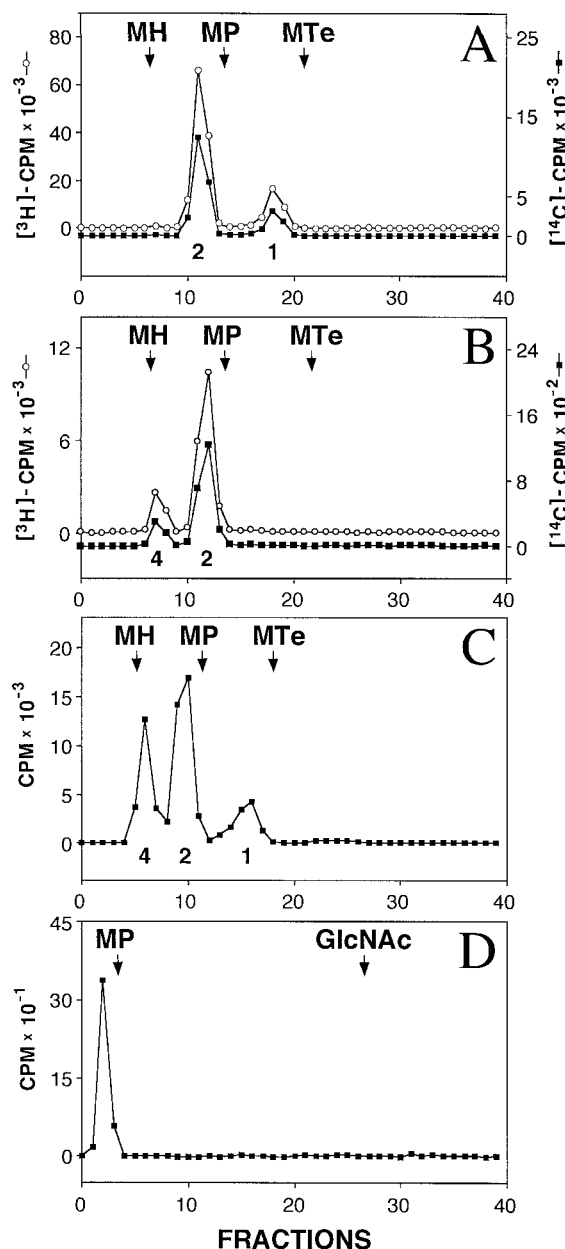 MH MP MTe A
[³H]-CPM x 10⁻³ —○—
80
60
40
20
0
[¹⁴C]-CPM x 10⁻³ —■—
25
15
5
0
2 1
0 10 20 30 40
MH MP MTe B
[³H]-CPM x 10⁻³ —○—
12
6
0
[¹⁴C]-CPM x 10⁻² —■—
24
16
8
0
4 2
0 10 20 30 40
MH MP MTe C
CPM x 10⁻³
20
15
10
5
0
4 2 1
0 10 20 30 40
MP GlcNAc D
CPM x 10⁻¹
45
30
15
0
0 10 20 30 40
FRACTIONS